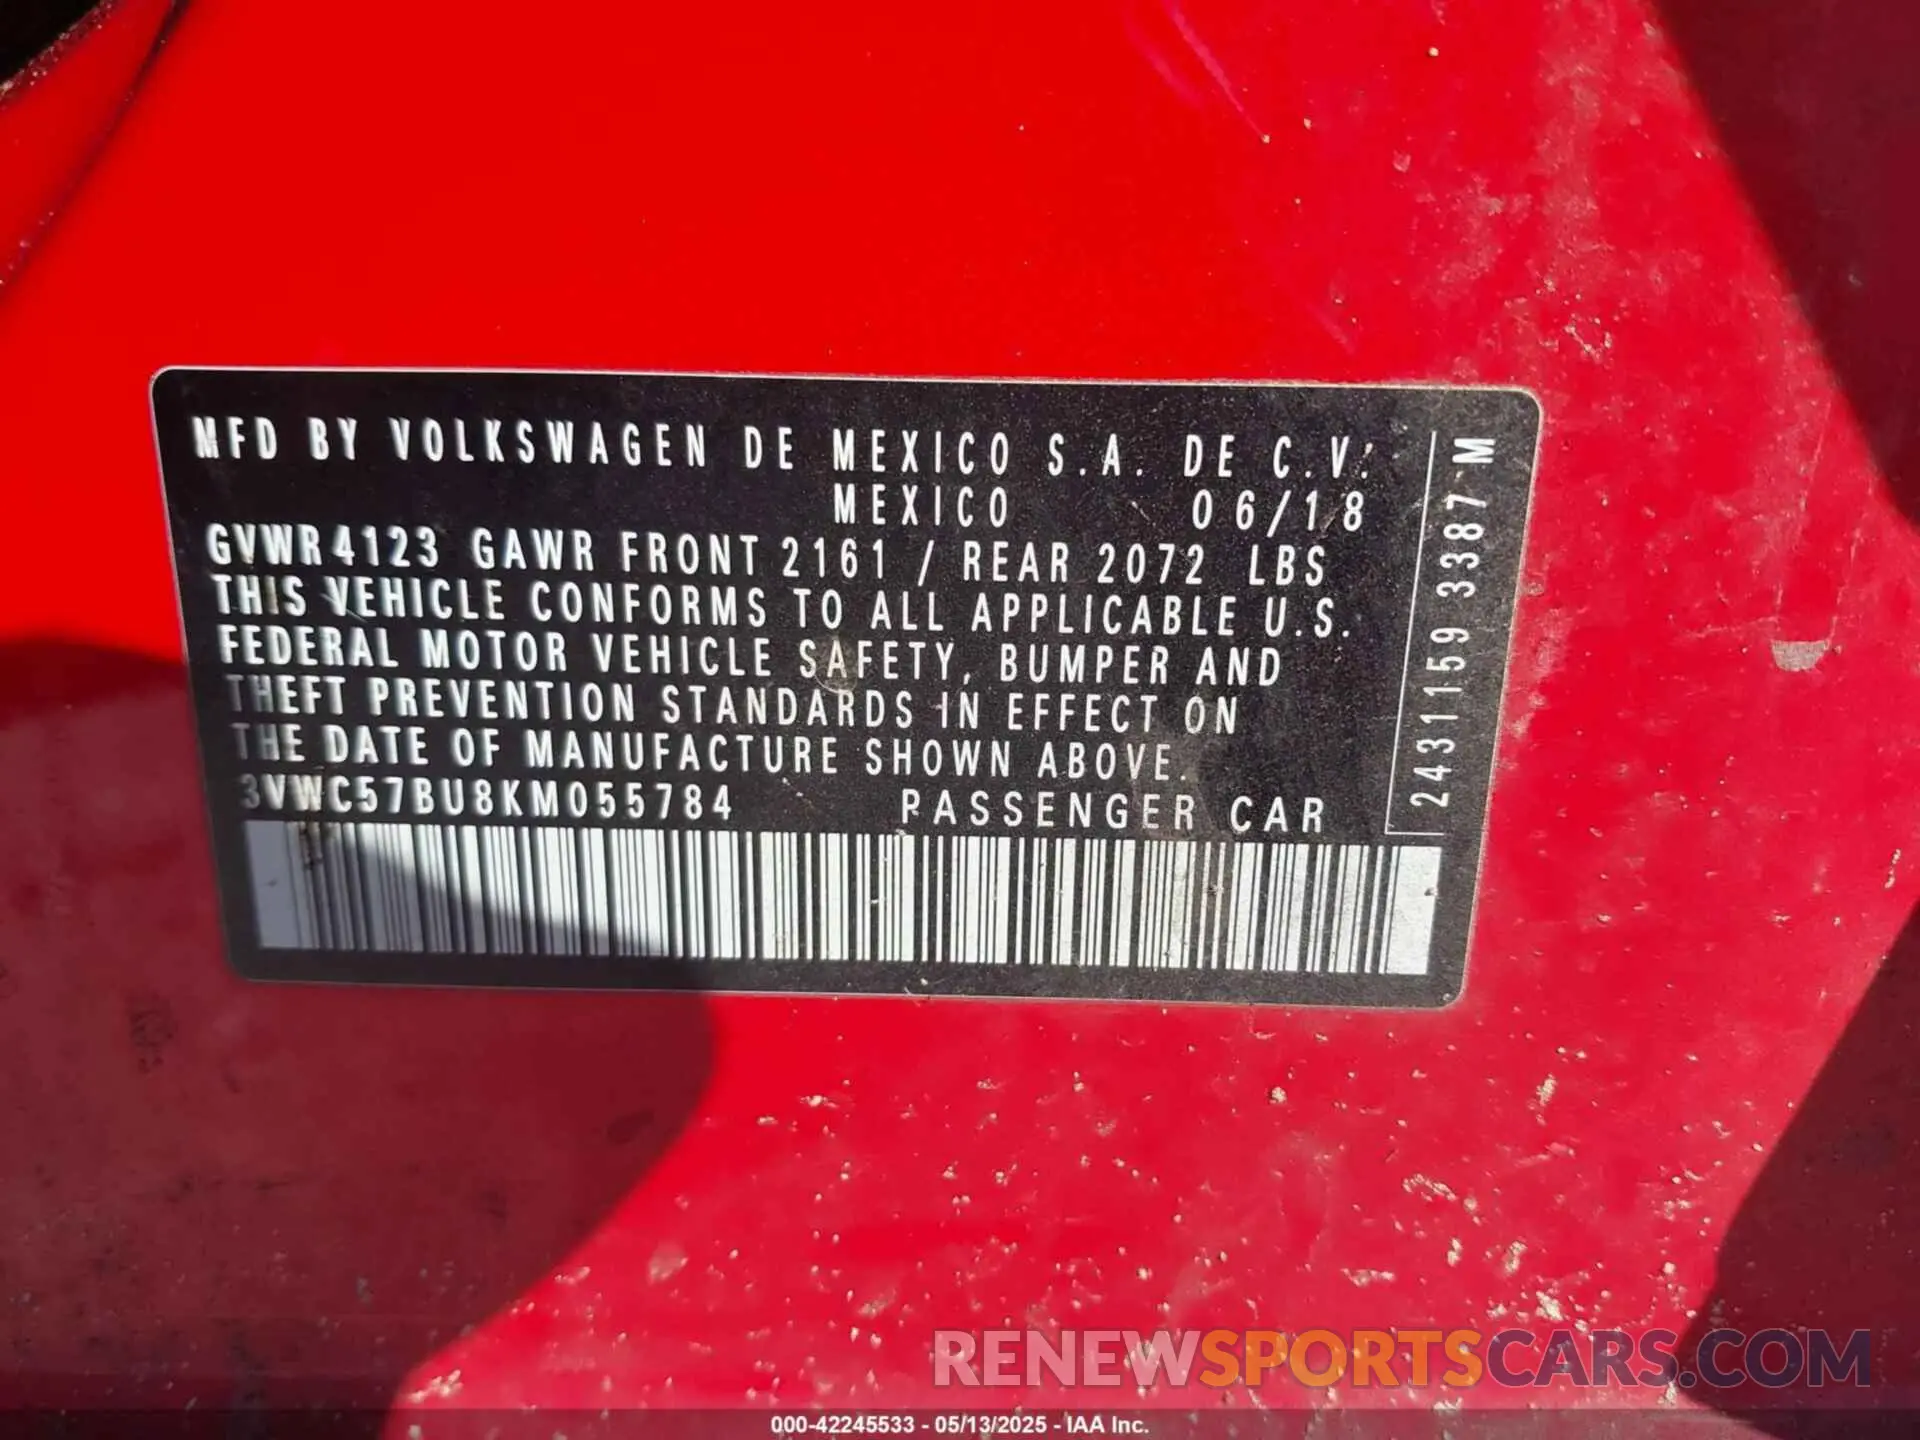 MFD BY VOLKSWAGEN DE MEXICO S.A. DE C.V.
MEXICO 06/18
GVWR 4123 GAWR FRONT 2161 / REAR 2072 LBS
THIS VEHICLE CONFORMS TO ALL APPLICABLE U.S.
FEDERAL MOTOR VEHICLE SAFETY, BUMPER AND
THEFT PREVENTION STANDARDS IN EFFECT ON
THE DATE OF MANUFACTURE SHOWN ABOVE.
3VWC57BU8KM055784 PASSENGER CAR
2431159 3387 M
RENEWSPORTSCARS.COM
000-42245533 - 05/13/2025 - IAA Inc.